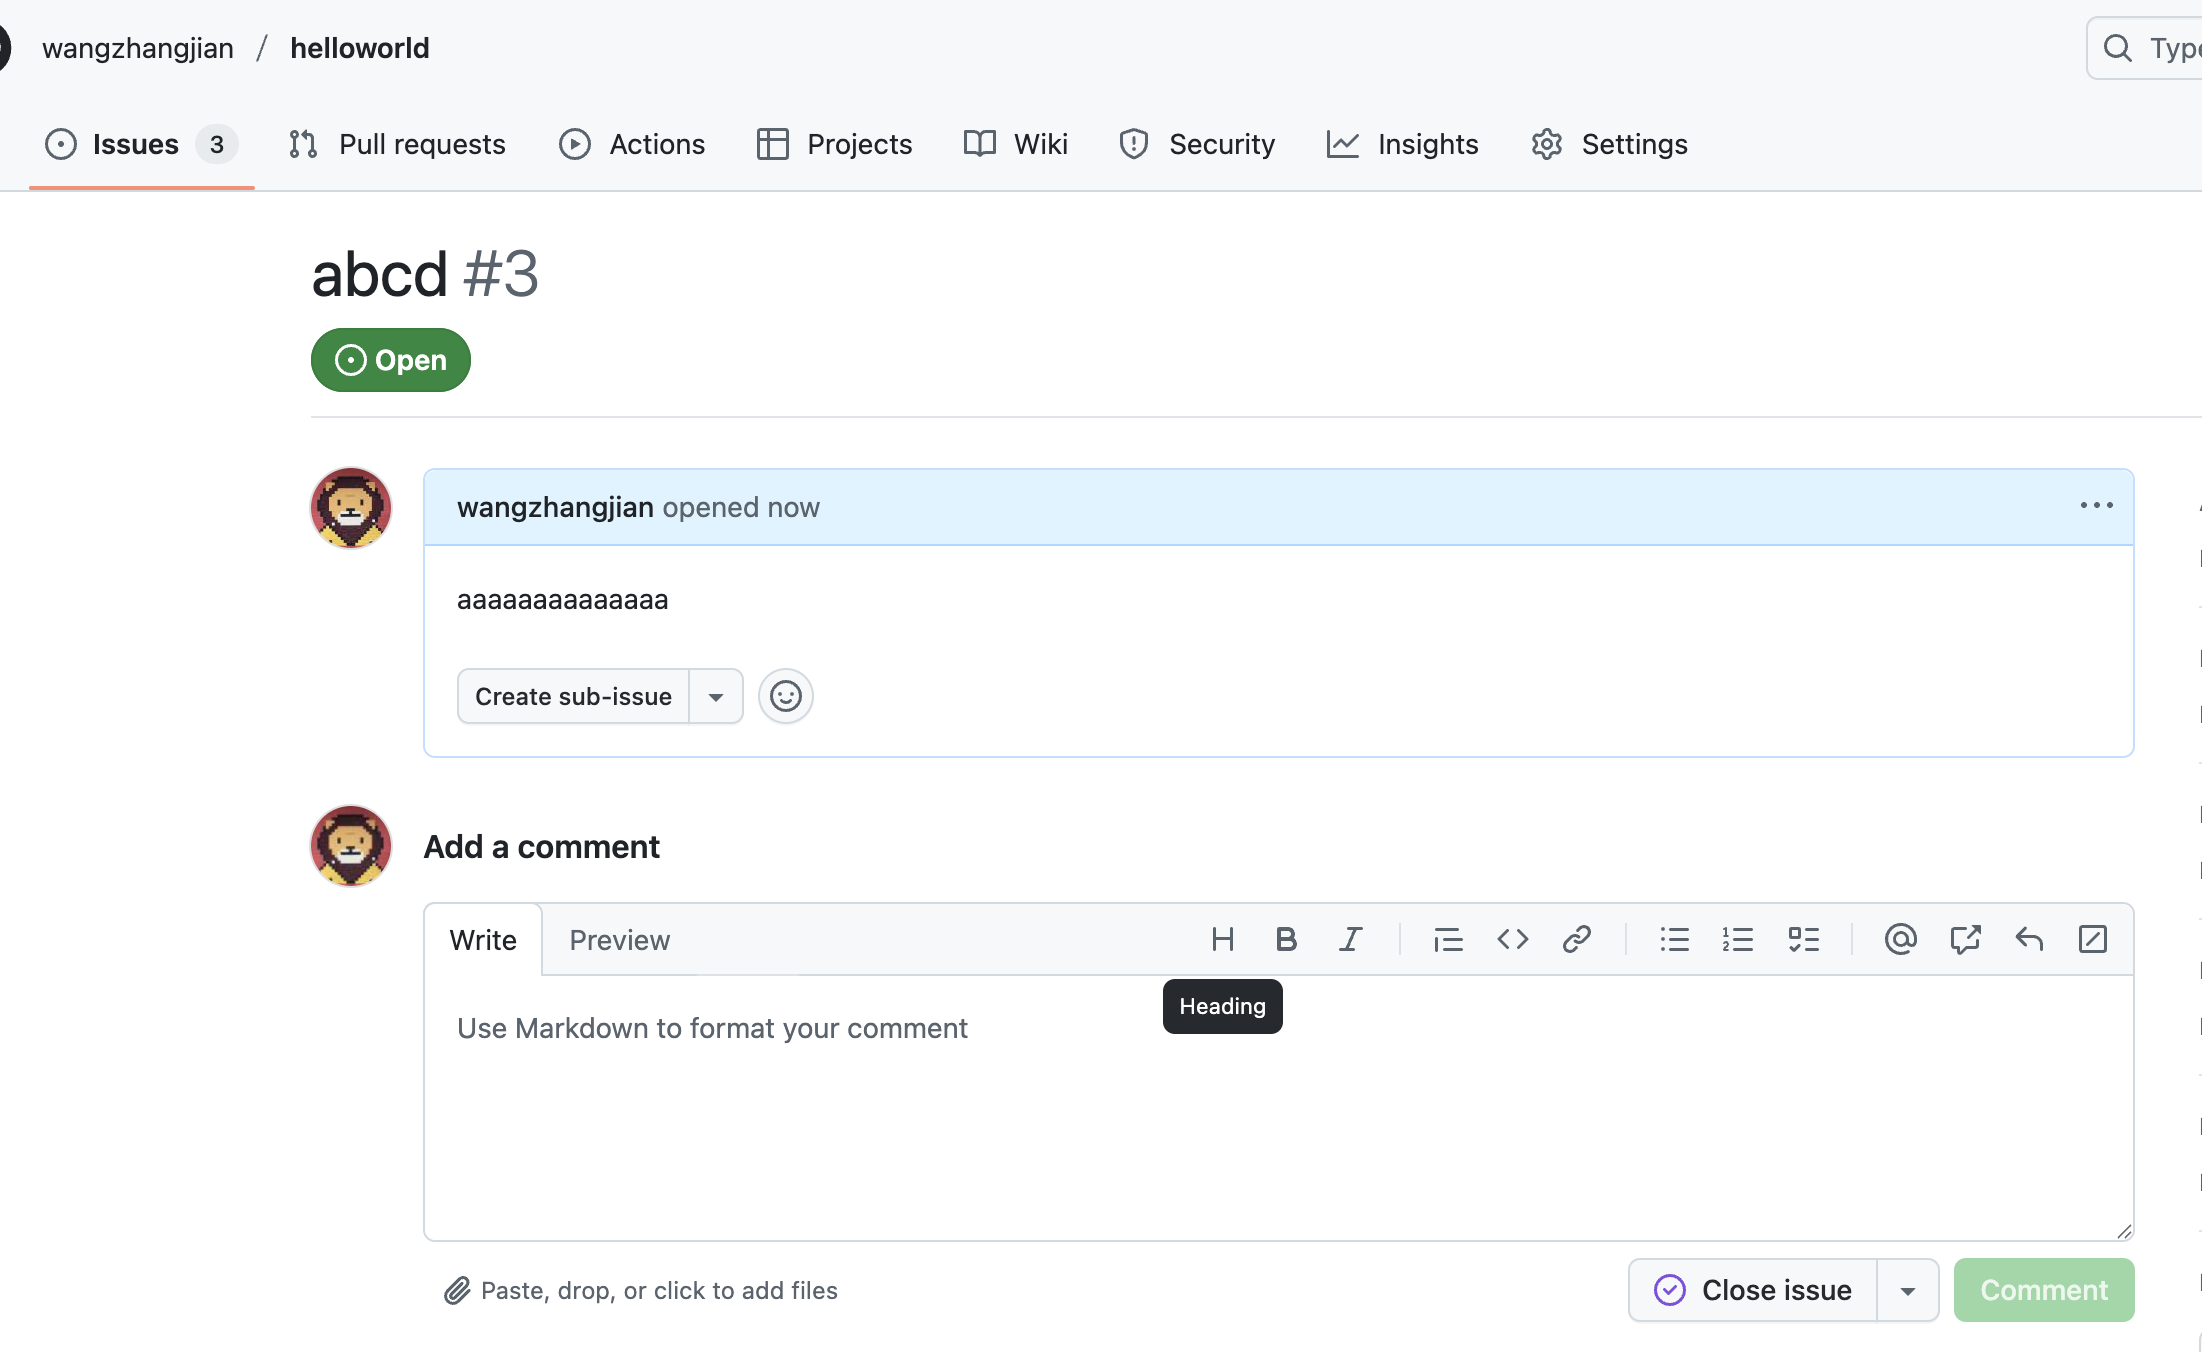 wangzhangjian / helloworld
Type
Issues 3 Pull requests Actions Projects Wiki Security Insights Settings
abcd #3
Open
wangzhangjian opened now
aaaaaaaaaaaaaa
Create sub-issue
Add a comment
Write Preview
Heading
Use Markdown to format your comment
Paste, drop, or click to add files
Close issue Comment